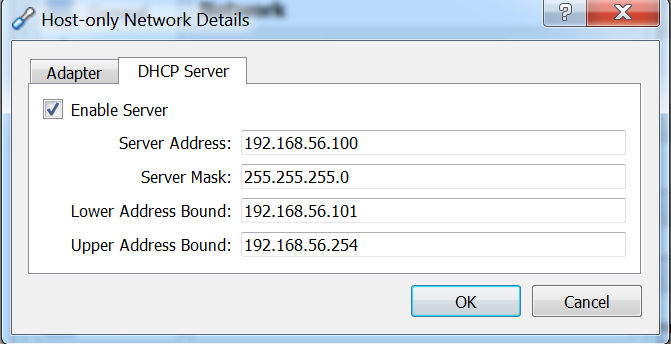 Host-only Network Details
Network
Adapter
DHCP Server
Enable Server
Server Address: 192.168.56.100
Server Mask: 255.255.255.0
Lower Address Bound: 192.168.56.101
Upper Address Bound: 192.168.56.254
OK
Cancel